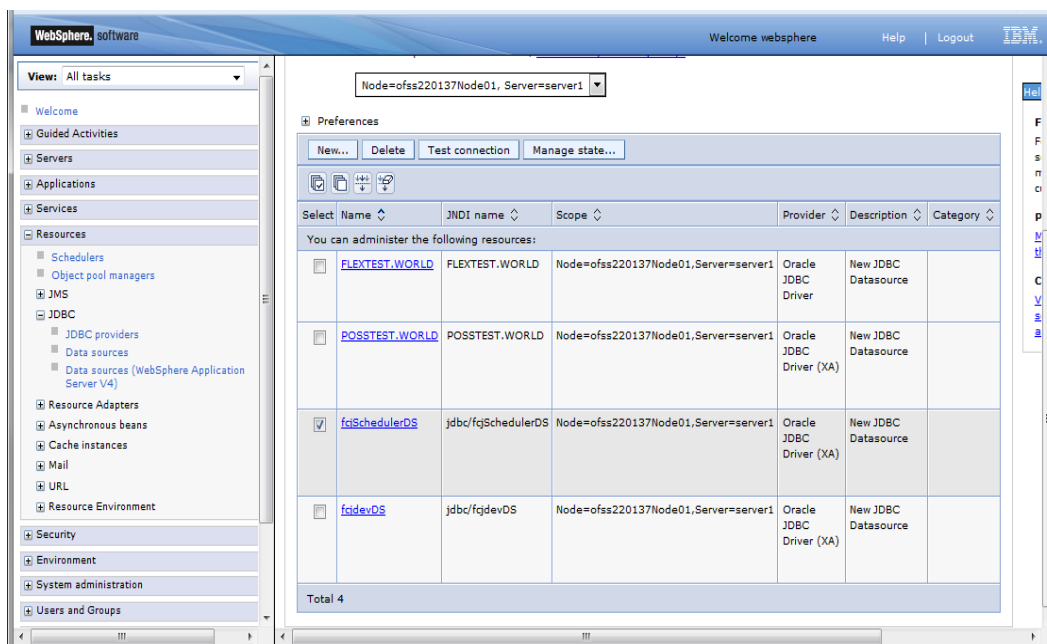 WebSphere. software
Welcome websphere
Help | Logout
IBM.
View: All tasks
Welcome
Guided Activities
Servers
Applications
Services
Resources
Schedulers
Object pool managers
JMS
JDBC
JDBC providers
Data sources
Data sources (WebSphere Application
Server V4)
Resource Adapters
Asynchronous beans
Cache instances
Mail
URL
Resource Environment
Security
Environment
System administration
Users and Groups
Node=ofss220137Node01, Server=server1
Preferences
New... Delete Test connection Manage state...
Select Name JNDI name Scope Provider Description Category
You can administer the following resources:
FLEXTEST.WORLD FLEXTEST.WORLD Node=ofss220137Node01,Server=server1 Oracle New JDBC
JDBC Datasource
Driver
POSSTEST.WORLD POSSTEST.WORLD Node=ofss220137Node01,Server=server1 Oracle New JDBC
JDBC Datasource
Driver (XA)
fcjSchedulerDS jdbc/fcjSchedulerDS Node=ofss220137Node01,Server=server1 Oracle New JDBC
JDBC Datasource
Driver (XA)
fcjdevDS jdbc/fcjdevDS Node=ofss220137Node01,Server=server1 Oracle New JDBC
JDBC Datasource
Driver (XA)
Total 4